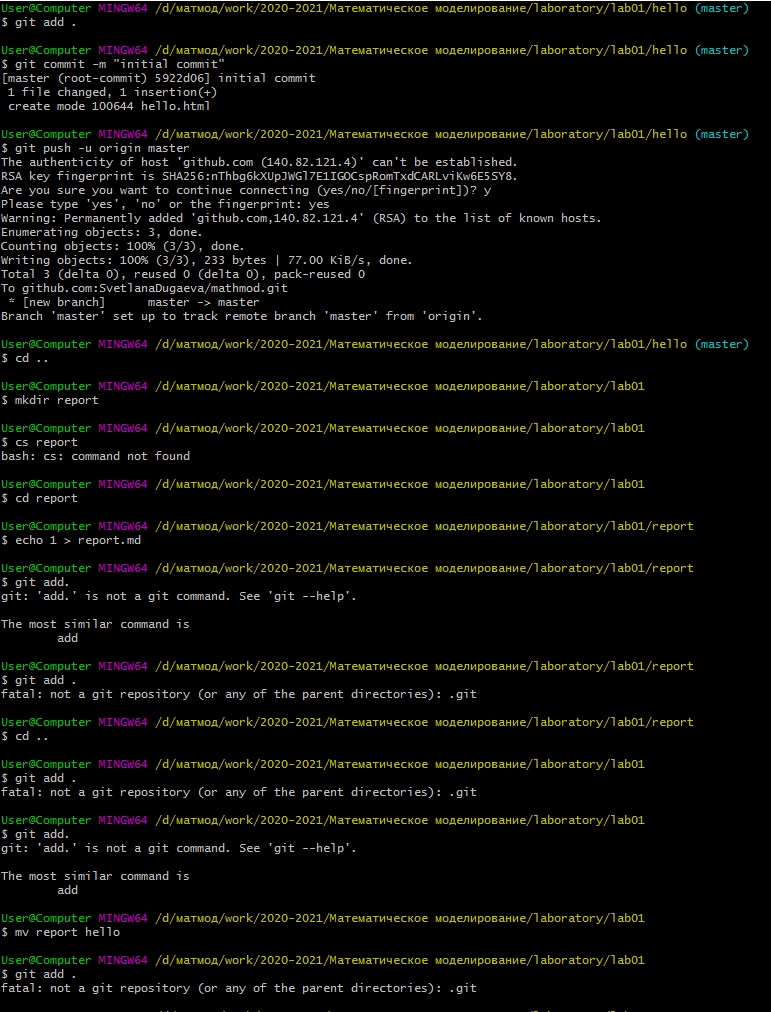 User@Computer MINGW64 /d/матмод/work/2020-2021/Математическое моделирование/laboratory/lab01/hello (master)
$ git add .
User@Computer MINGW64 /d/матмод/work/2020-2021/Математическое моделирование/laboratory/lab01/hello (master)
$ git commit -m "initial commit"
[master (root-commit) 5922d06] initial commit
 1 file changed, 1 insertion(+)
 create mode 100644 hello.html
User@Computer MINGW64 /d/матмод/work/2020-2021/Математическое моделирование/laboratory/lab01/hello (master)
$ git push -u origin master
The authenticity of host 'github.com (140.82.121.4)' can't be established.
RSA key fingerprint is SHA256:nThbg6kXUpJWGl7E1IGOCspRomTxdCARLviKw6E5SY8.
Are you sure you want to continue connecting (yes/no/[fingerprint])? y
Please type 'yes', 'no' or the fingerprint: yes
Warning: Permanently added 'github.com,140.82.121.4' (RSA) to the list of known hosts.
Enumerating objects: 3, done.
Counting objects: 100% (3/3), done.
Writing objects: 100% (3/3), 233 bytes | 77.00 KiB/s, done.
Total 3 (delta 0), reused 0 (delta 0), pack-reused 0
To github.com:SvetlanaDugaeva/mathmod.git
 * [new branch]      master -> master
Branch 'master' set up to track remote branch 'master' from 'origin'.
User@Computer MINGW64 /d/матмод/work/2020-2021/Математическое моделирование/laboratory/lab01/hello (master)
$ cd ..
User@Computer MINGW64 /d/матмод/work/2020-2021/Математическое моделирование/laboratory/lab01
$ mkdir report
User@Computer MINGW64 /d/матмод/work/2020-2021/Математическое моделирование/laboratory/lab01
$ cs report
bash: cs: command not found
User@Computer MINGW64 /d/матмод/work/2020-2021/Математическое моделирование/laboratory/lab01
$ cd report
User@Computer MINGW64 /d/матмод/work/2020-2021/Математическое моделирование/laboratory/lab01/report
$ echo 1 > report.md
User@Computer MINGW64 /d/матмод/work/2020-2021/Математическое моделирование/laboratory/lab01/report
$ git add.
git: 'add.' is not a git command. See 'git --help'.
The most similar command is
        add
User@Computer MINGW64 /d/матмод/work/2020-2021/Математическое моделирование/laboratory/lab01/report
$ git add .
fatal: not a git repository (or any of the parent directories): .git
User@Computer MINGW64 /d/матмод/work/2020-2021/Математическое моделирование/laboratory/lab01/report
$ cd ..
User@Computer MINGW64 /d/матмод/work/2020-2021/Математическое моделирование/laboratory/lab01
$ git add .
fatal: not a git repository (or any of the parent directories): .git
User@Computer MINGW64 /d/матмод/work/2020-2021/Математическое моделирование/laboratory/lab01
$ git add.
git: 'add.' is not a git command. See 'git --help'.
The most similar command is
        add
User@Computer MINGW64 /d/матмод/work/2020-2021/Математическое моделирование/laboratory/lab01
$ mv report hello
User@Computer MINGW64 /d/матмод/work/2020-2021/Математическое моделирование/laboratory/lab01
$ git add .
fatal: not a git repository (or any of the parent directories): .git